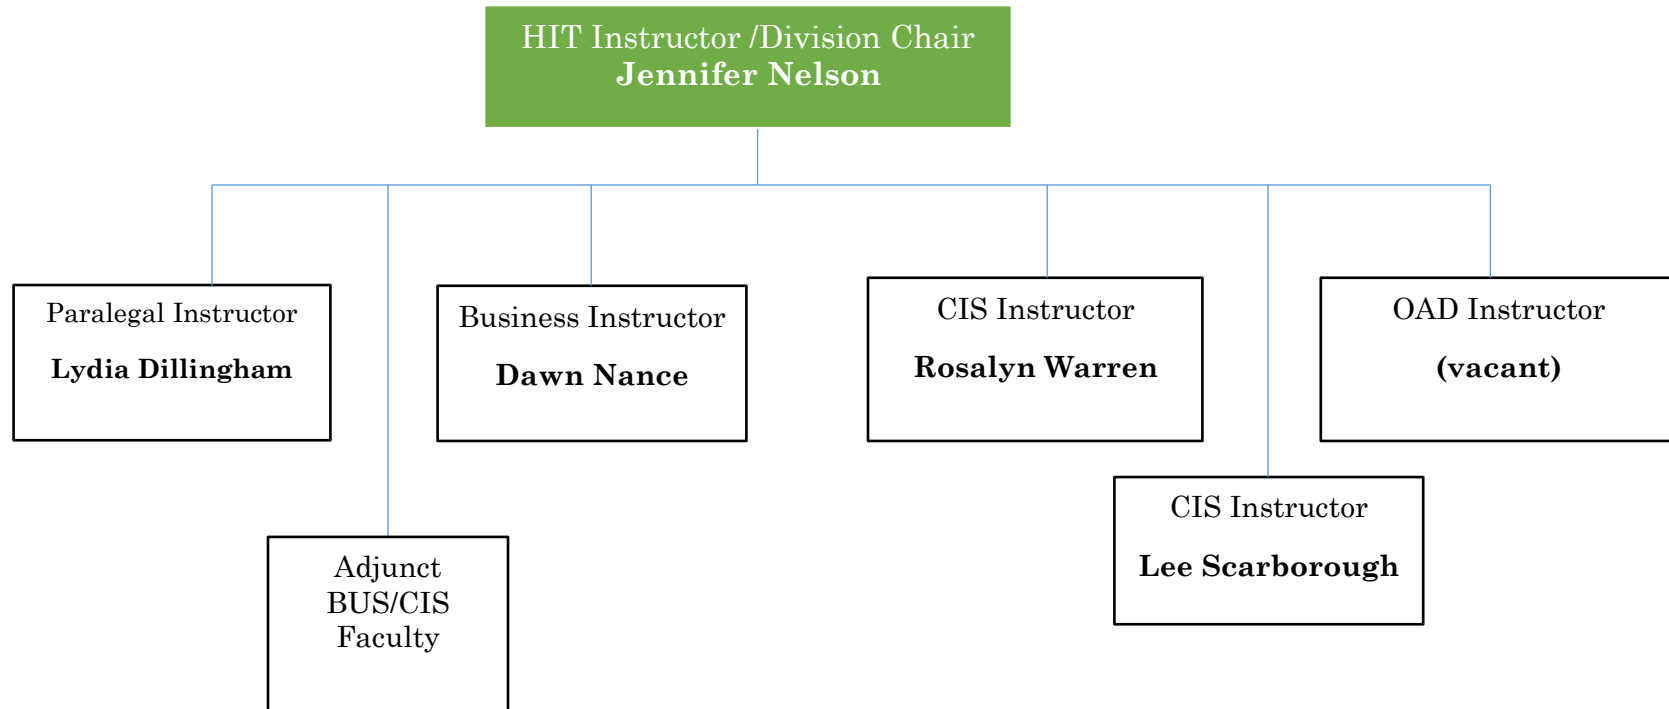 HIT Instructor /Division Chair
Jennifer Nelson
Paralegal Instructor
Lydia Dillingham
Business Instructor
Dawn Nance
CIS Instructor
Rosalyn Warren
OAD Instructor
(vacant)
Adjunct
BUS/CIS
Faculty
CIS Instructor
Lee Scarborough